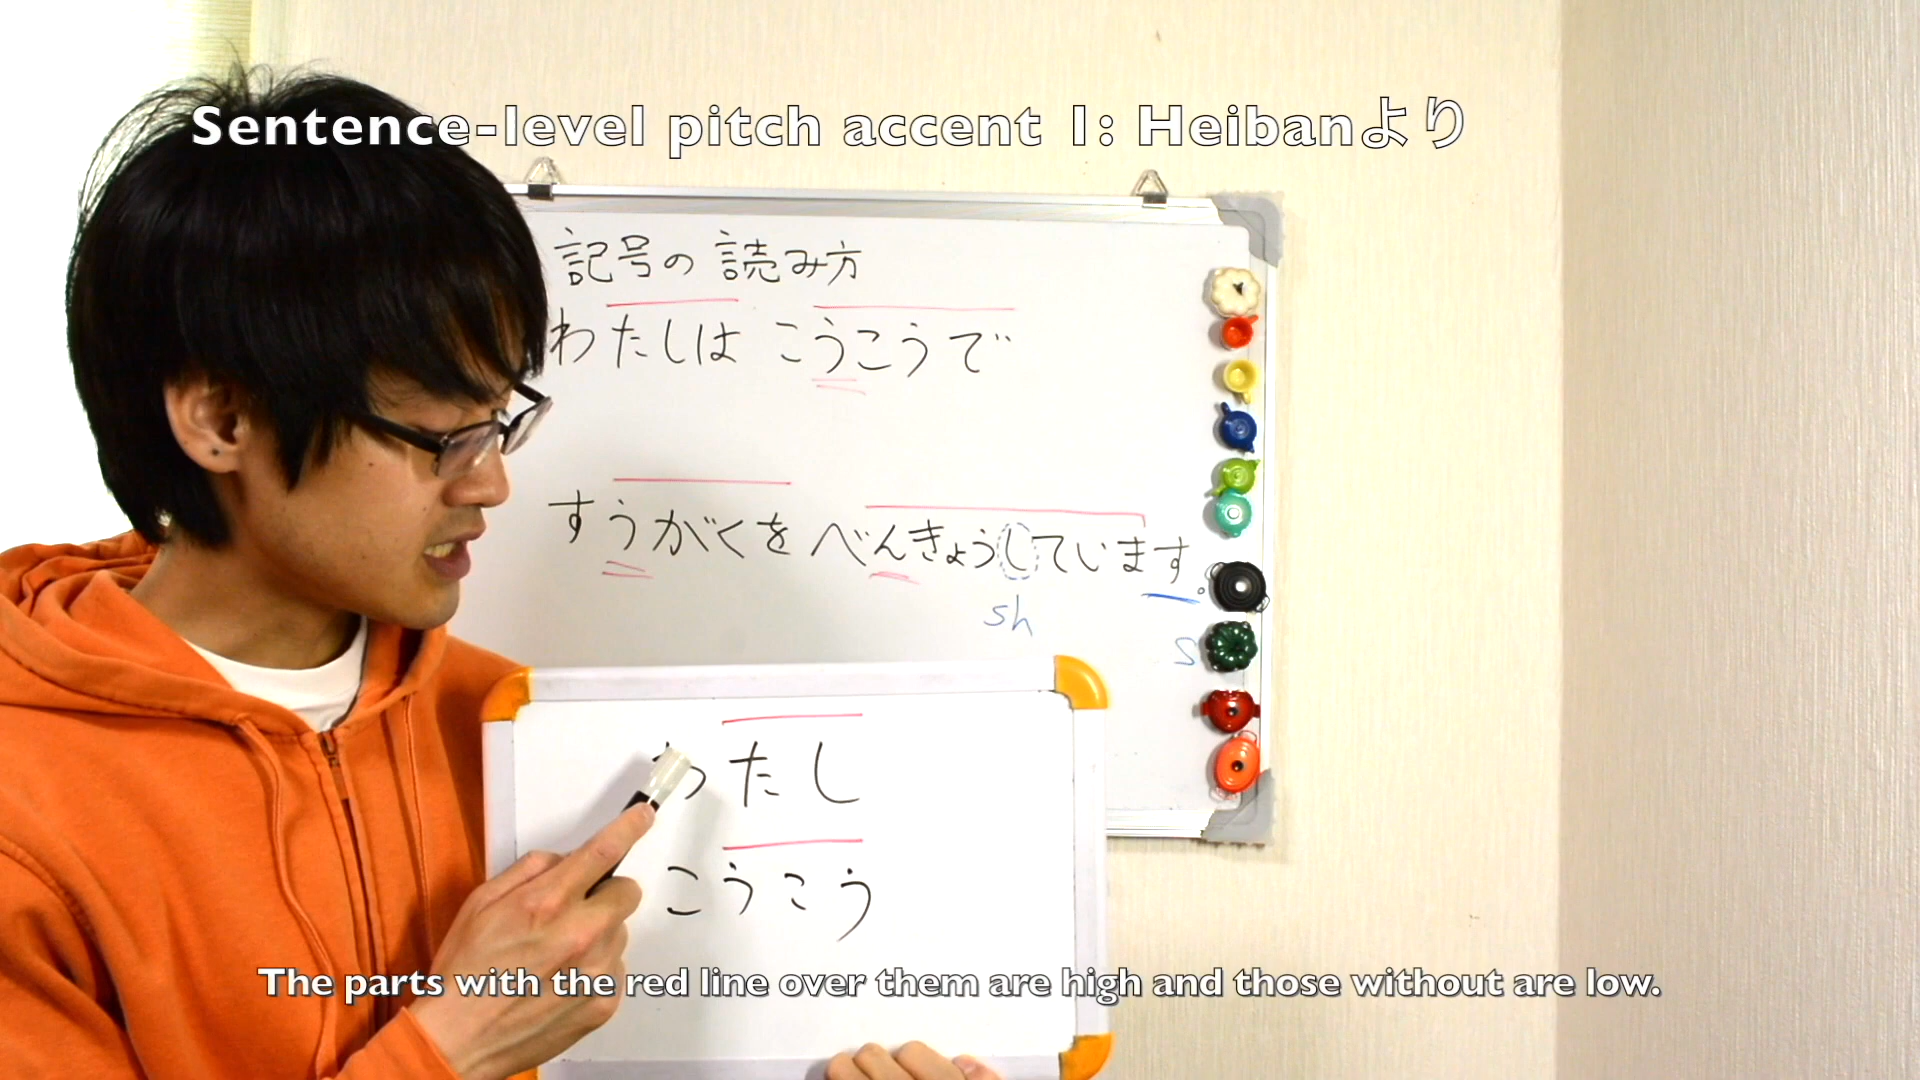 Sentence-level pitch accent 1: Heibanより
記号の読み方
わたしは こうこうで
すうがくを べんきょうしています。
sh
s
わたし
こうこう
The parts with the red line over them are high and those without are low.